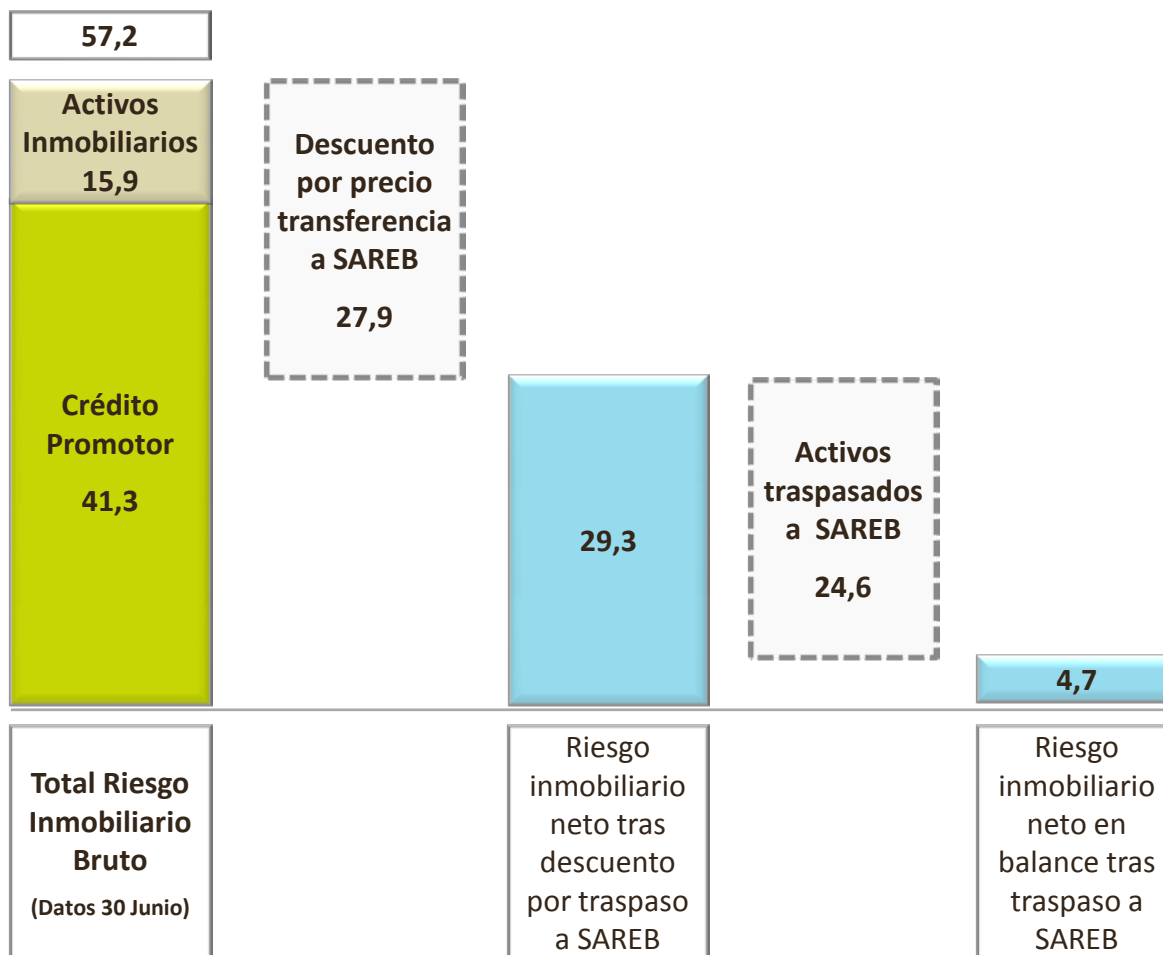 57,2
Activos
Inmobiliarios
15,9
Crédito
Promotor
41,3
Descuento
por precio
transferencia
a SAREB
27,9
29,3
Activos
traspasados
a SAREB
24,6
4,7
Total Riesgo
Inmobiliario
Bruto
(Datos 30 Junio)
Riesgo
inmobiliario
neto tras
descuento
por traspaso
a SAREB
Riesgo
inmobiliario
neto en
balance tras
traspaso a
SAREB